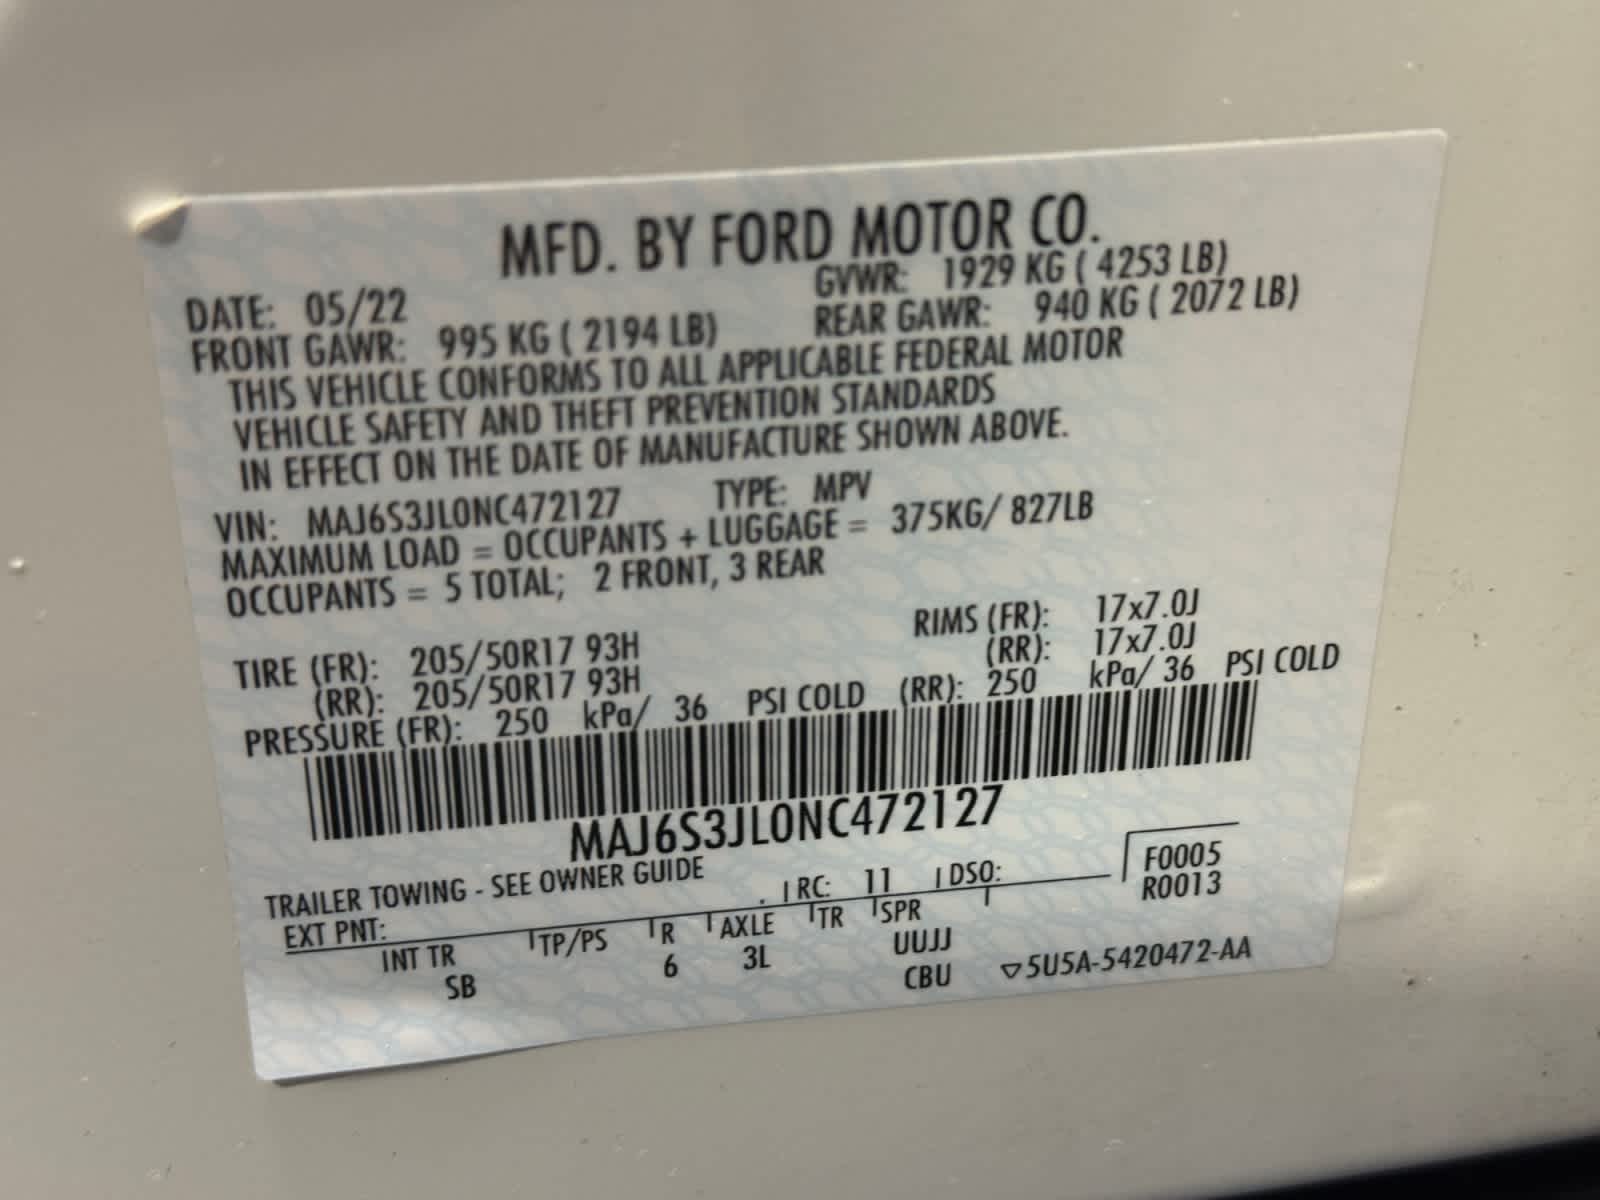 MFD. BY FORD MOTOR CO.
DATE: 05/22 GVWR: 1929 KG ( 4253 LB)
FRONT GAWR: 995 KG ( 2194 LB) REAR GAWR: 940 KG ( 2072 LB)
THIS VEHICLE CONFORMS TO ALL APPLICABLE FEDERAL MOTOR
VEHICLE SAFETY AND THEFT PREVENTION STANDARDS
IN EFFECT ON THE DATE OF MANUFACTURE SHOWN ABOVE.
VIN: MAJ6S3JL0NC472127 TYPE: MPV
MAXIMUM LOAD = OCCUPANTS + LUGGAGE = 375KG/ 827LB
OCCUPANTS = 5 TOTAL; 2 FRONT, 3 REAR
TIRE (FR): 205/50R17 93H RIMS (FR): 17x7.0J
(RR): 205/50R17 93H (RR): 17x7.0J
PRESSURE (FR): 250 kPa/ 36 PSI COLD (RR): 250 kPa/ 36 PSI COLD
MAJ6S3JL0NC472127
TRAILER TOWING - SEE OWNER GUIDE
EXT PNT: RC: 11 DSO: F0005
R0013
INT TR TP/PS R AXLE TR SPR
SB 6 3L UUJJ
CBU ▽5U5A-5420472-AA